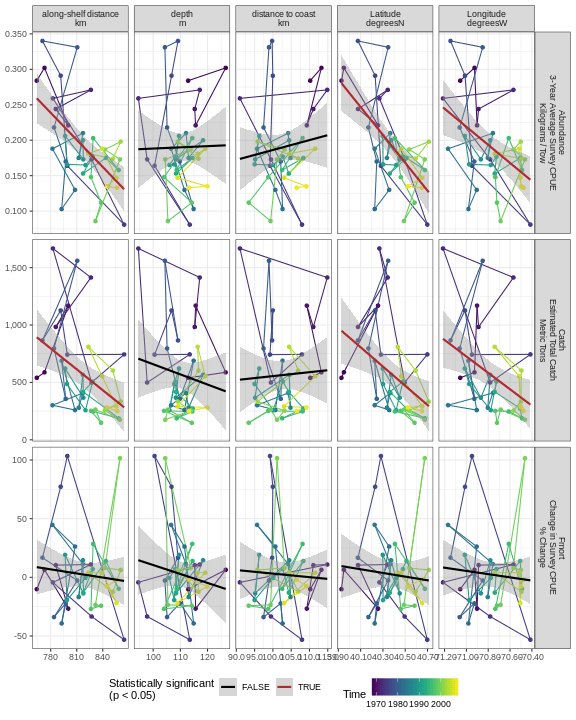 along-shelf distance
km
depth
m
distance to coast
km
Latitude
degreesN
Longitude
degreesW
0.350
0.300
0.250
0.200
0.150
0.100
Abundance
3-Year Average Survey CPUE
Kilograms / Tow
1,500
1,000
500
0
Catch
Estimated Total Catch
Metric Tons
100
50
0
-50
Fmort
Change in Survey CPUE
% Change
780 810 840
100 110 120
Statistically significant
(p < 0.05)
FALSE
TRUE
Time
1970 1980 1990 2000